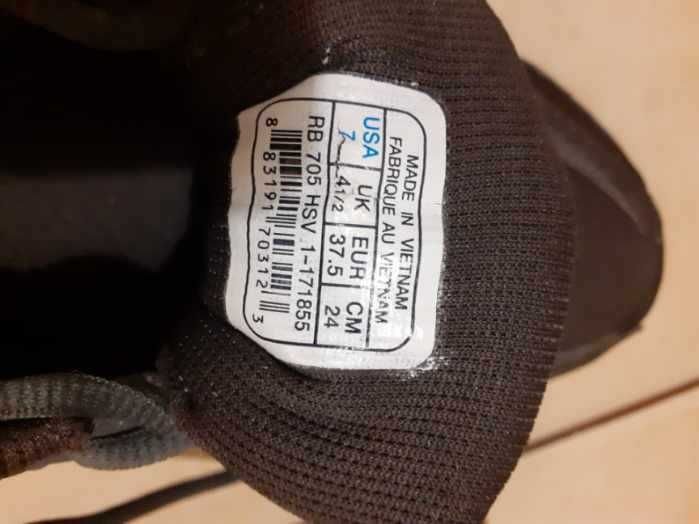 MADE IN VIETNAM
FABRIQUE AU VIETNAM
USA UK EUR CM
7 4 1/2 37.5 24
RB 705 HSV 1-171855
8 83191 70312 3